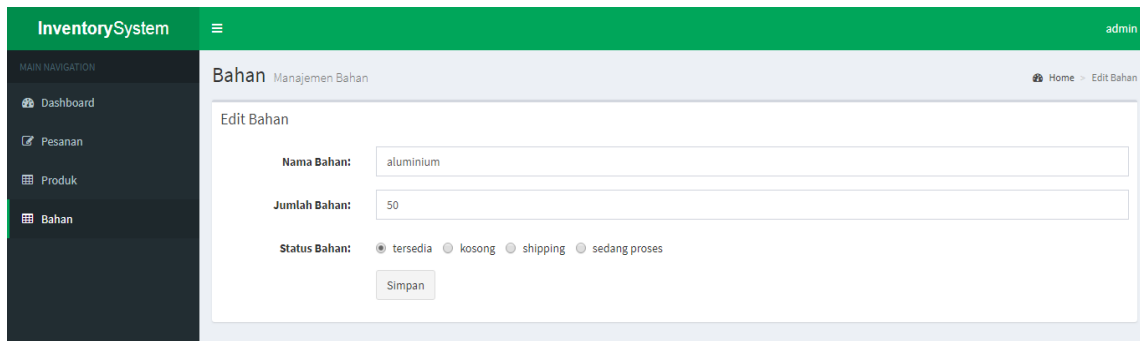 InventorySystem
admin
MAIN NAVIGATION
Dashboard
Pesanan
Produk
Bahan
Bahan Manajemen Bahan
Home > Edit Bahan
Edit Bahan
Nama Bahan: aluminium
Jumlah Bahan: 50
Status Bahan: tersedia kosong shipping sedang proses
Simpan